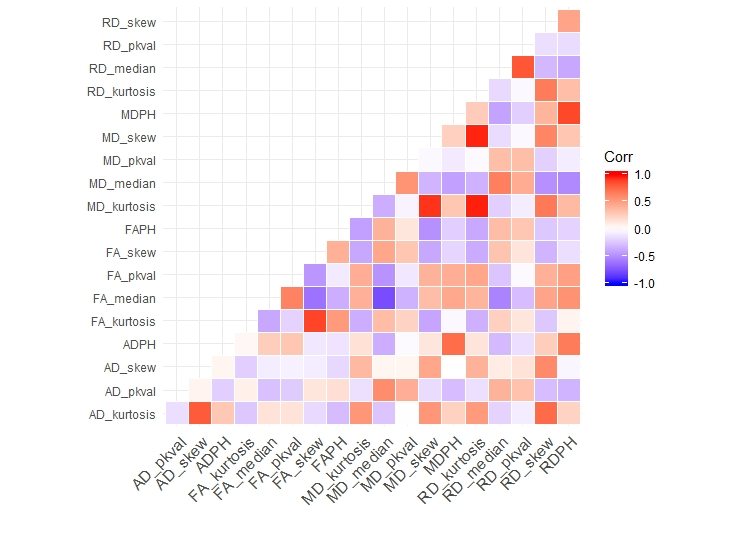 RD_skew
RD_pkval
RD_median
RD_kurtosis
MDPH
MD_skew
MD_pkval
MD_median
MD_kurtosis
FAPH
FA_skew
FA_pkval
FA_median
FA_kurtosis
ADPH
AD_skew
AD_pkval
AD_kurtosis
AD_pkval
AD_skew
ADPH
FA_kurtosis
FA_median
FA_pkval
FA_skew
FAPH
MD_kurtosis
MD_median
MD_pkval
MD_skew
MDPH
RD_kurtosis
RD_median
RD_pkval
RD_skew
RDPH
Corr
1.0
0.5
0.0
-0.5
-1.0